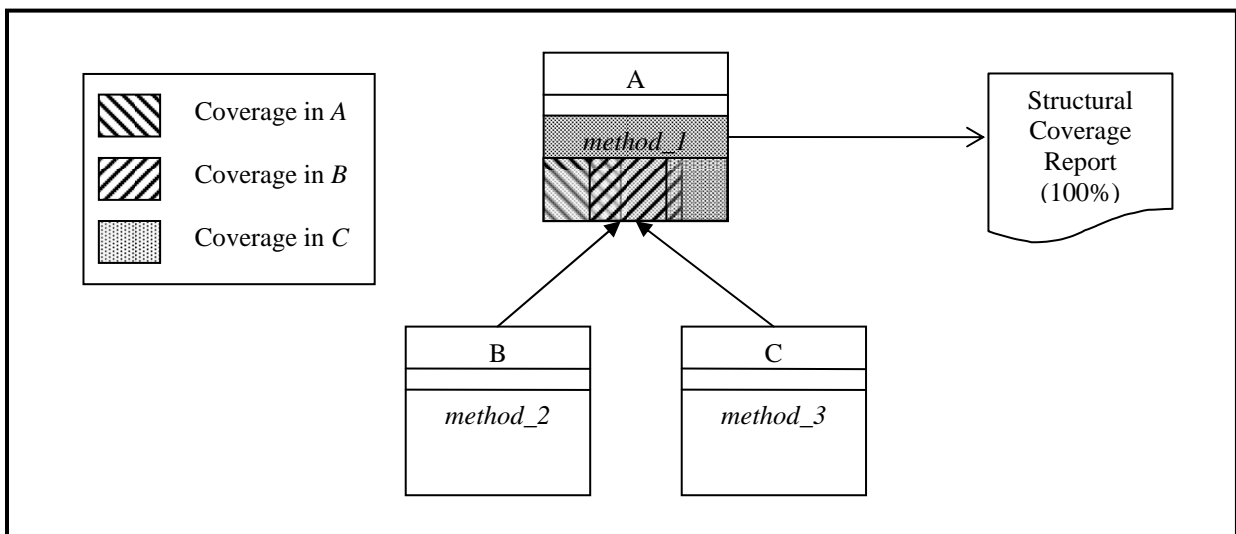 Coverage in A
Coverage in B
Coverage in C
A
method_1
Structural
Coverage
Report
(100%)
B
method_2
C
method_3